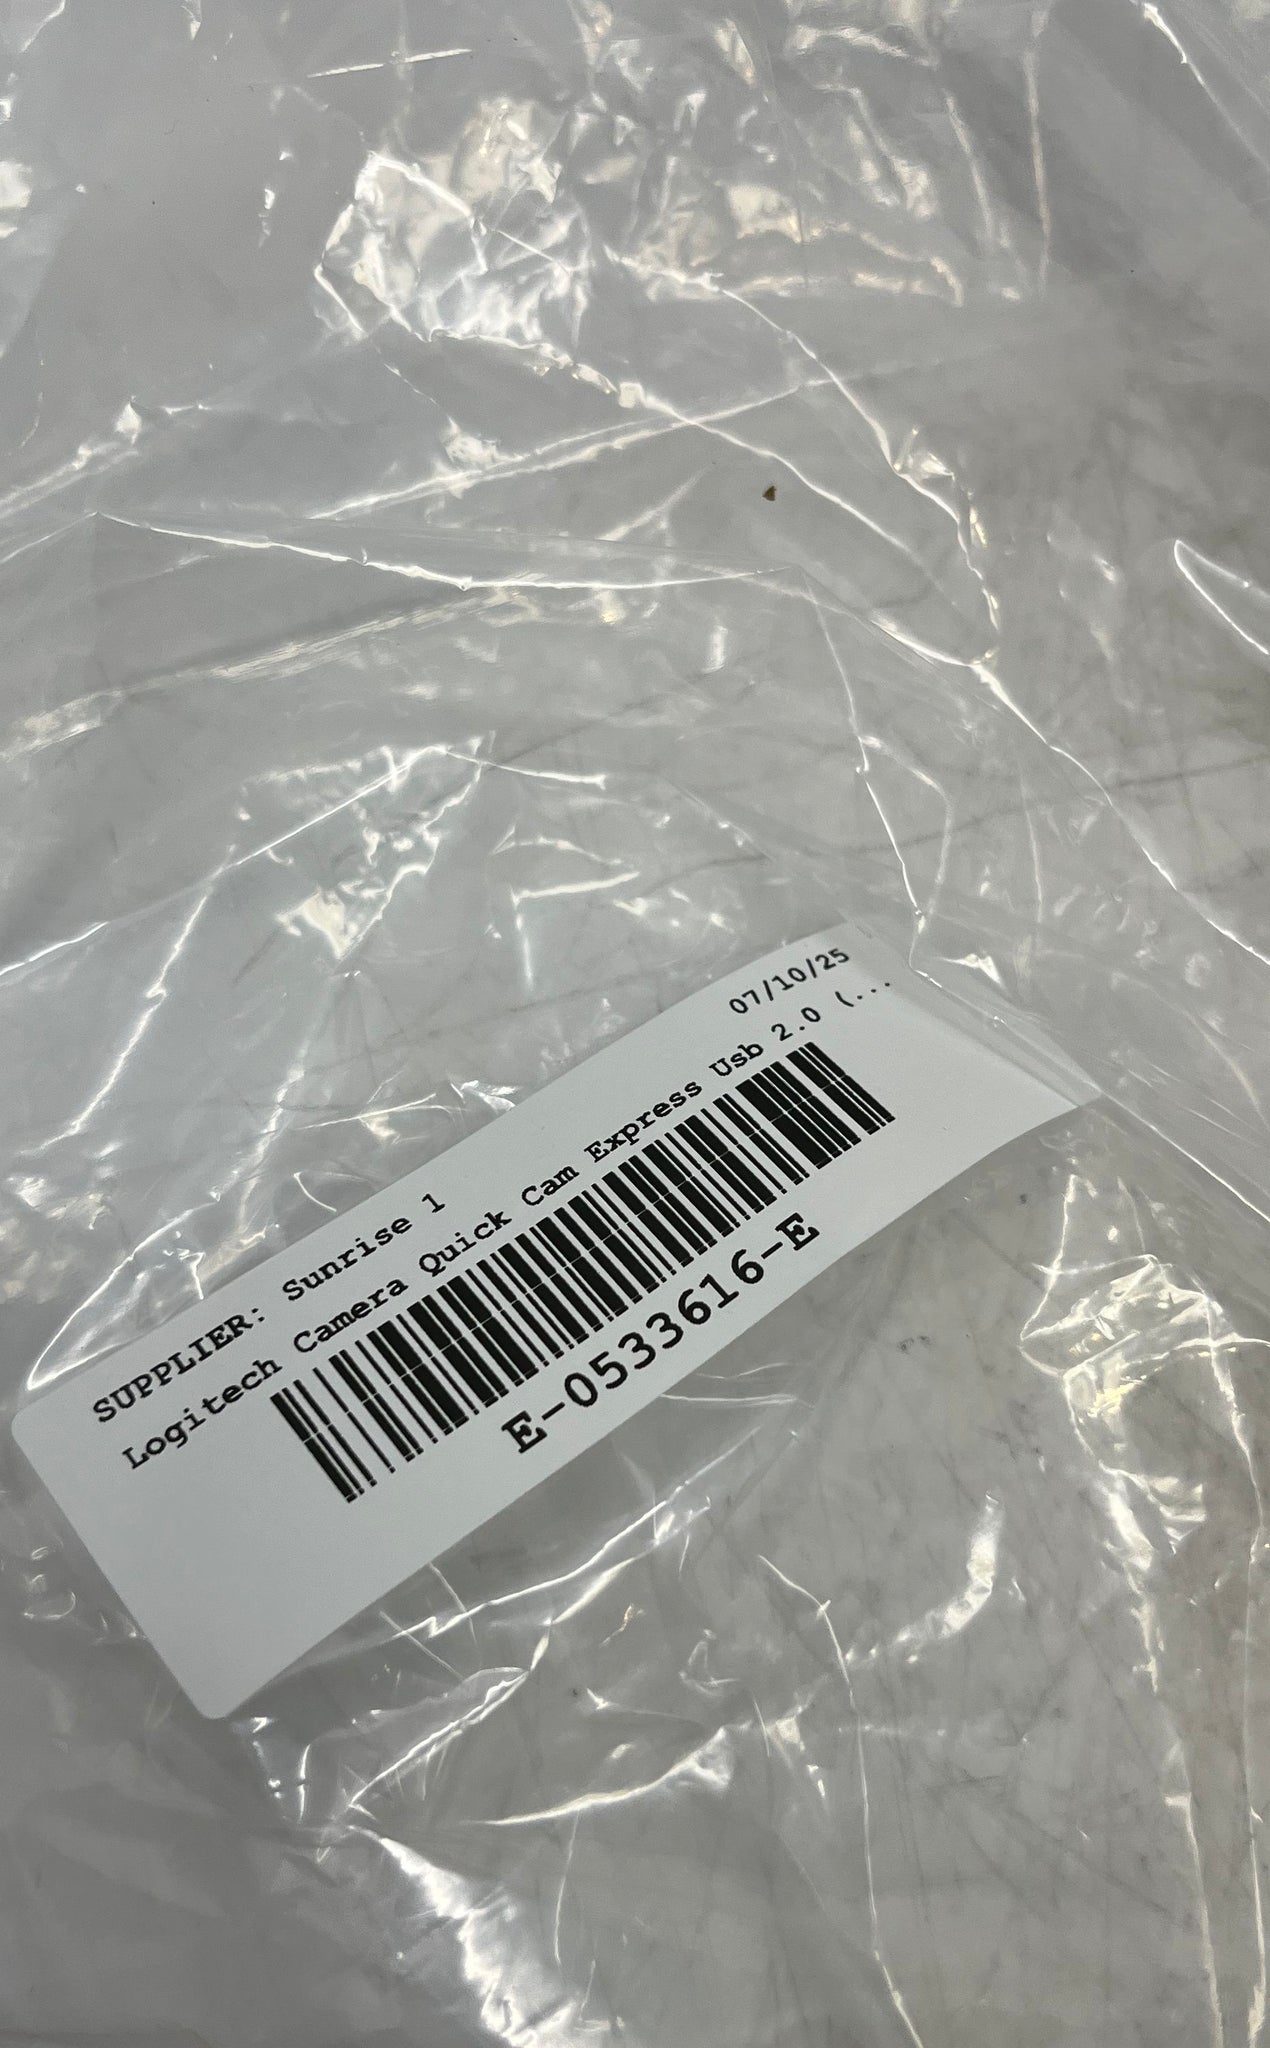 07/10/25
SUPPLIER: Sunrise 1
Logitech Camera Quick Cam Express Usb 2.0 (...
E-0533616-E